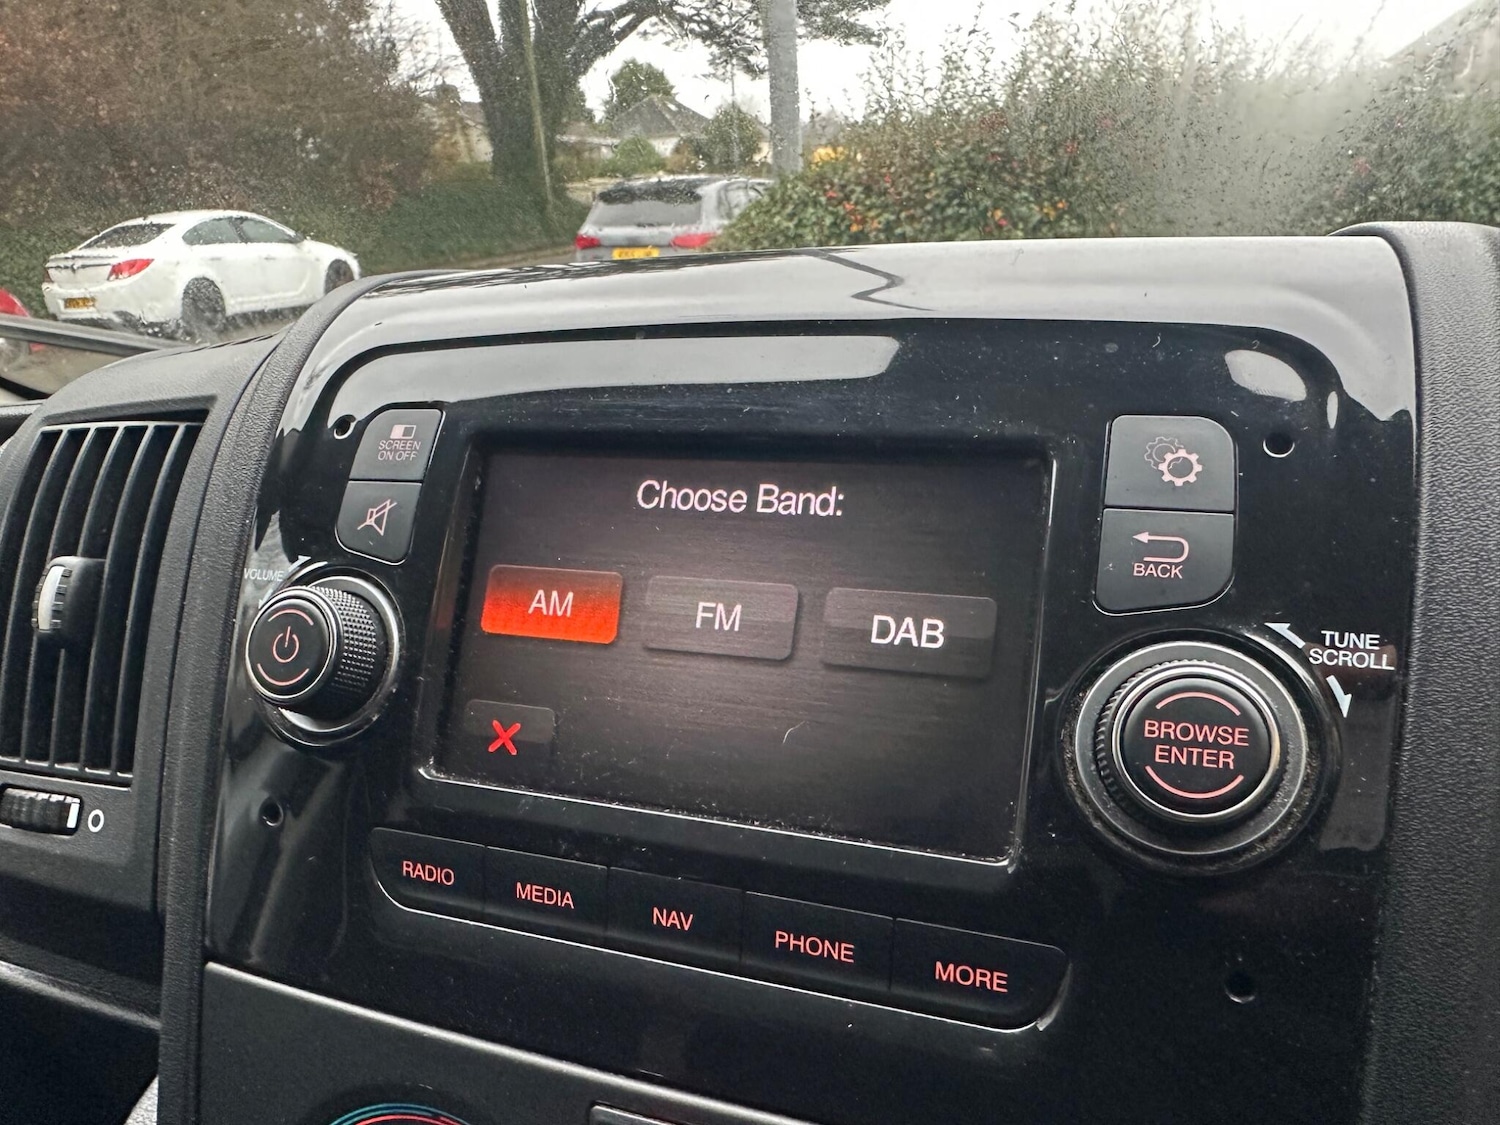 SCREEN
ON OFF
VOLUME
Choose Band:
AM
FM
DAB
BACK
TUNE
SCROLL
BROWSE
ENTER
O
RADIO
MEDIA
NAV
PHONE
MORE